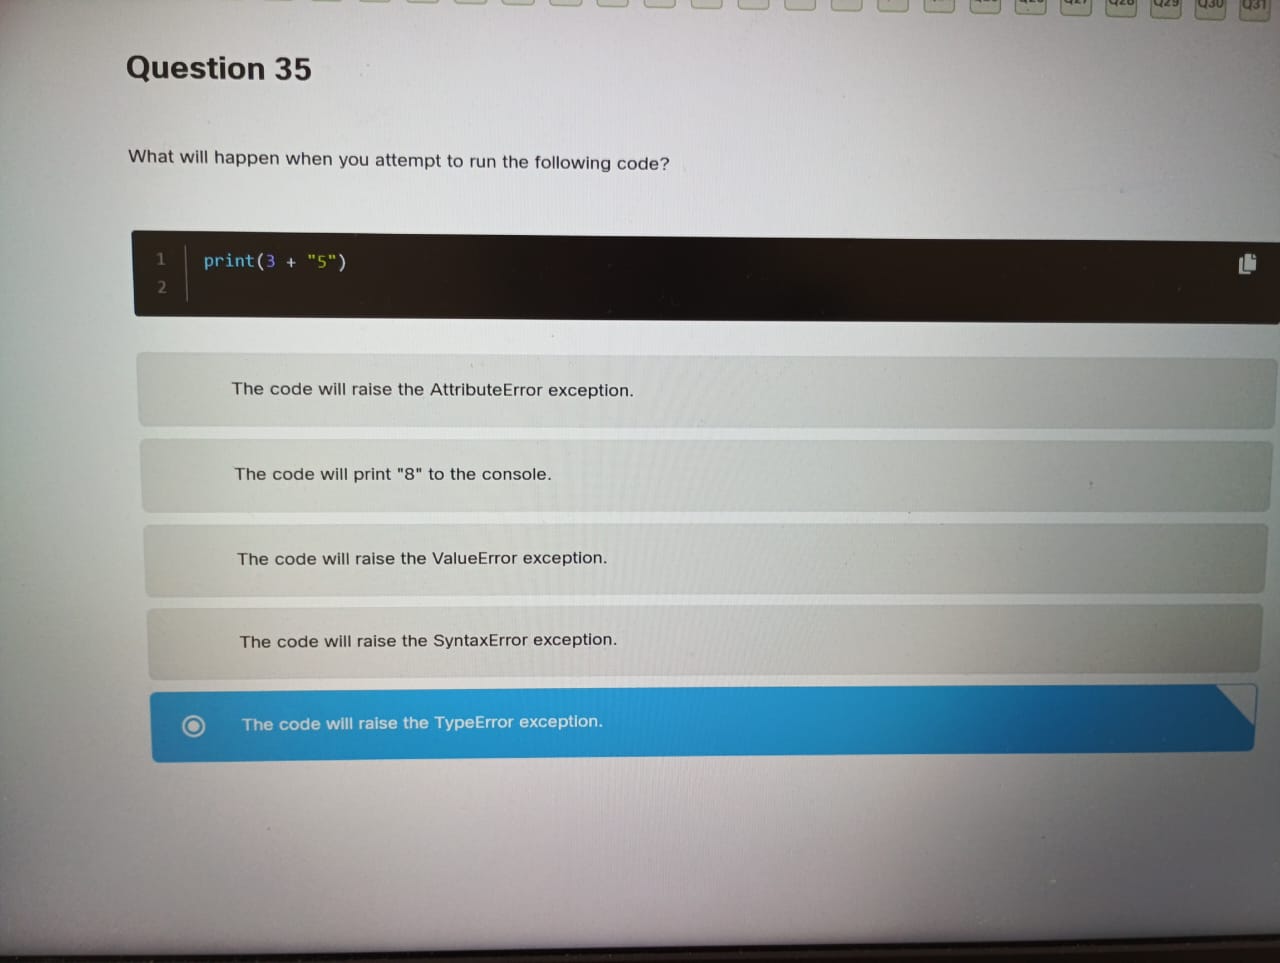 Q28 Q29 Q30 Q31
Question 35
What will happen when you attempt to run the following code?
1 print(3 + "5")
2
The code will raise the AttributeError exception.
The code will print "8" to the console.
The code will raise the ValueError exception.
The code will raise the SyntaxError exception.
The code will raise the TypeError exception.